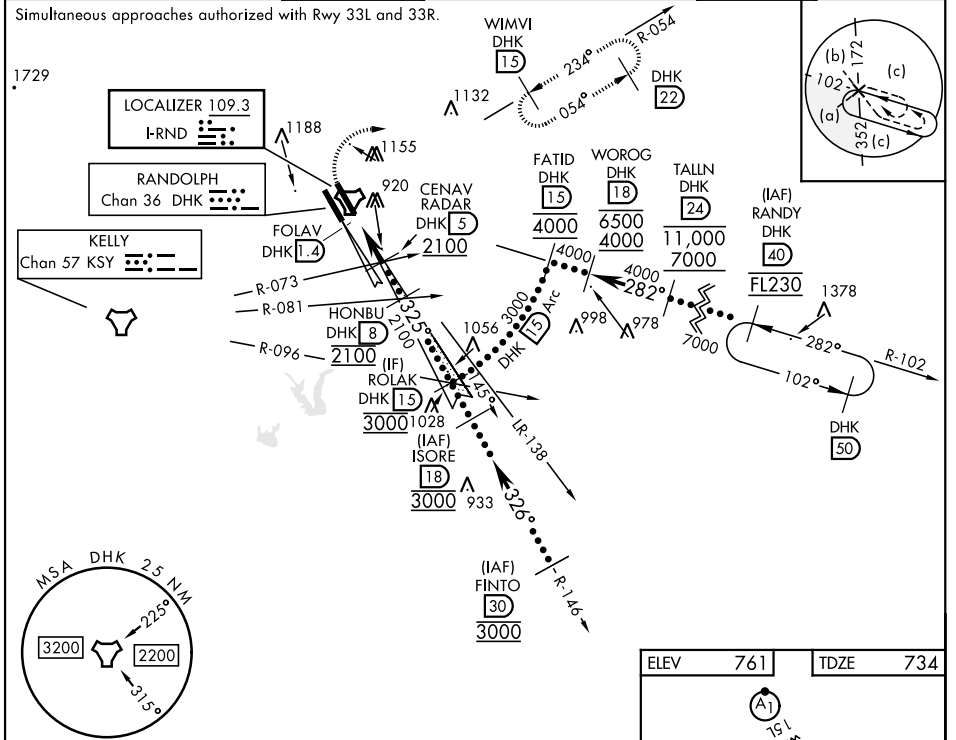 Simultaneous approaches authorized with Rwy 33L and 33R.
1729
LOCALIZER 109.3
I-RND
RANDOLPH
Chan 36 DHK
KELLY
Chan 57 KSY
1188
1155
920
1132
WIMVI
DHK
15
R-054
234°
054°
DHK
22
(b)
172
(c)
102
(a)
352
(c)
FOLAV
DHK 1.4
CENAV
RADAR
DHK 5
2100
FATID
DHK
15
4000
WOROG
DHK
18
6500
4000
TALLN
DHK
24
11,000
7000
(IAF)
RANDY
DHK
40
FL230
1378
R-073
R-081
R-096
HONBU
DHK 8
2100
325°
2100
1056
3000
DHK 15 Arc
4000
4000
282°
998
978
7000
282°
102°
R-102
DHK
50
(IF)
ROLAK
DHK 15
3000
1028
145°
LR-138
(IAF)
ISORE
18
3000
933
326°
(IAF)
FINTO
30
3000
R-146
MSA DHK 25 NM
225°
3200
2200
315°
ELEV 761
TDZE 734
A1
15L